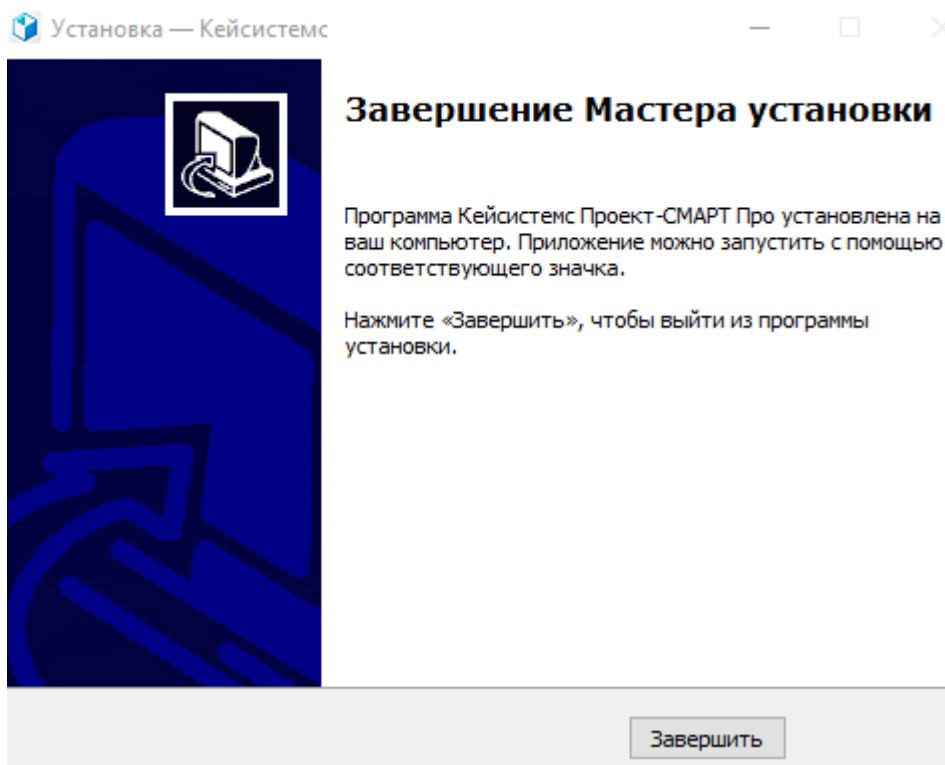 Установка — Кейсистемс
Завершение Мастера установки
Программа Кейсистемс Проект-СМАРТ Про установлена на
ваш компьютер. Приложение можно запустить с помощью
соответствующего значка.
Нажмите «Завершить», чтобы выйти из программы
установки.
Завершить